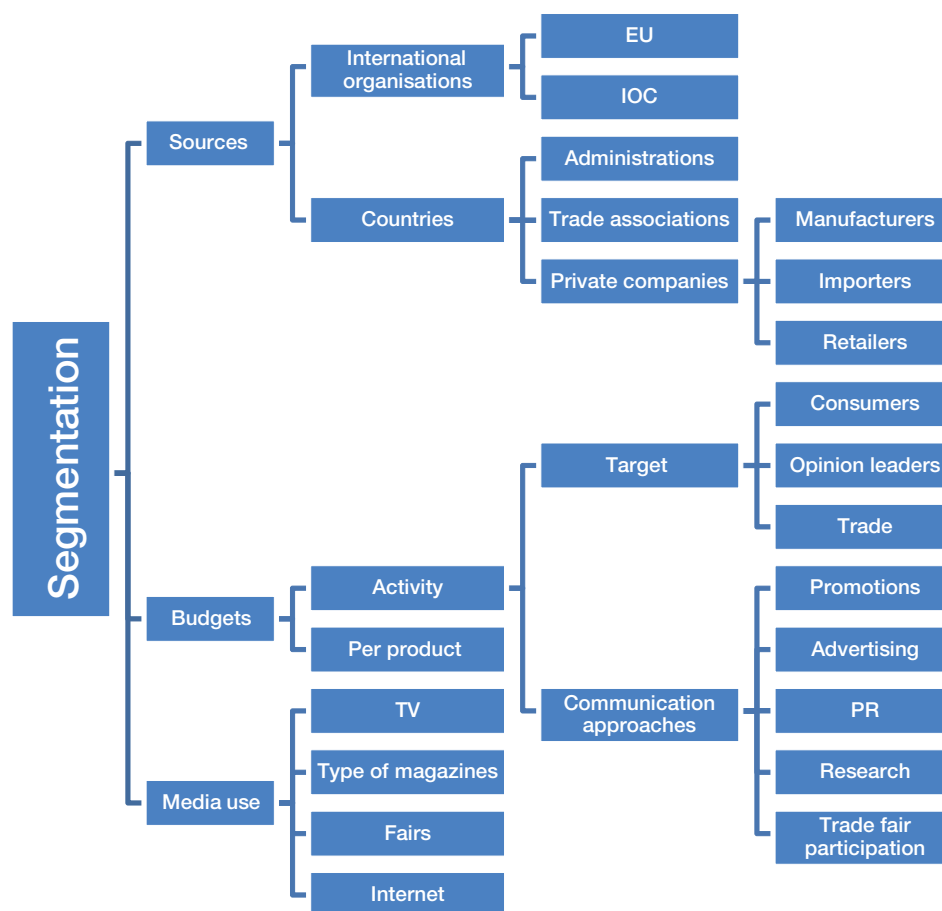 Segmentation
Sources
International
organisations
EU
IOC
Countries
Administrations
Trade associations
Private companies
Manufacturers
Importers
Retailers
Budgets
Activity
Target
Consumers
Opinion leaders
Trade
Communication
approaches
Promotions
Advertising
PR
Research
Trade fair
participation
Per product
Media use
TV
Type of magazines
Fairs
Internet